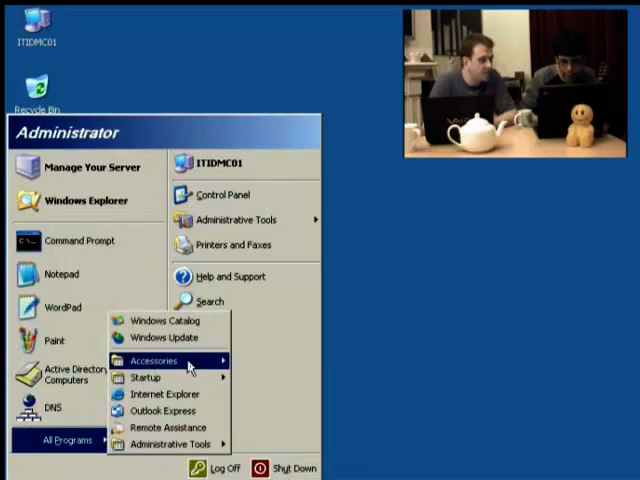 ITIDMC01
Recycle Bin
Administrator
Manage Your Server
Windows Explorer
Command Prompt
Notepad
WordPad
Paint
Active Directory
Computers
DNS
All Programs
ITIDMC01
Control Panel
Administrative Tools
Printers and Faxes
Help and Support
Search
Windows Catalog
Windows Update
Accessories
Startup
Internet Explorer
Outlook Express
Remote Assistance
Administrative Tools
Log Off
Shut Down